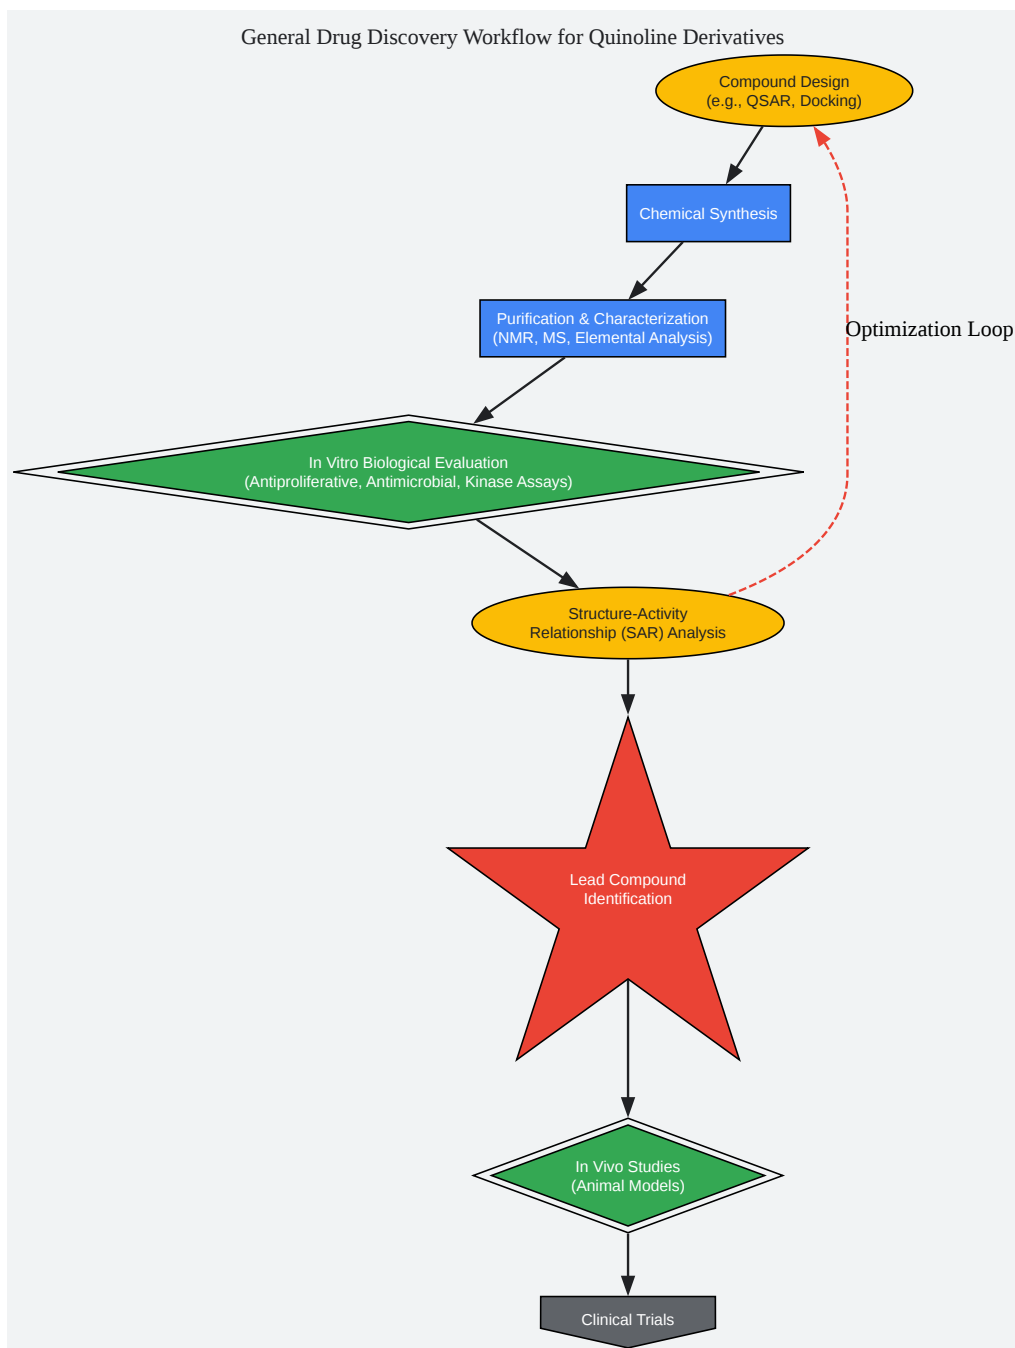 General Drug Discovery Workflow for Quinoline Derivatives
Compound Design
(e.g., QSAR, Docking)
Chemical Synthesis
Purification & Characterization
(NMR, MS, Elemental Analysis)
Optimization Loop
In Vitro Biological Evaluation
(Antiproliferative, Antimicrobial, Kinase Assays)
Structure-Activity
Relationship (SAR) Analysis
Lead Compound
Identification
In Vivo Studies
(Animal Models)
Clinical Trials